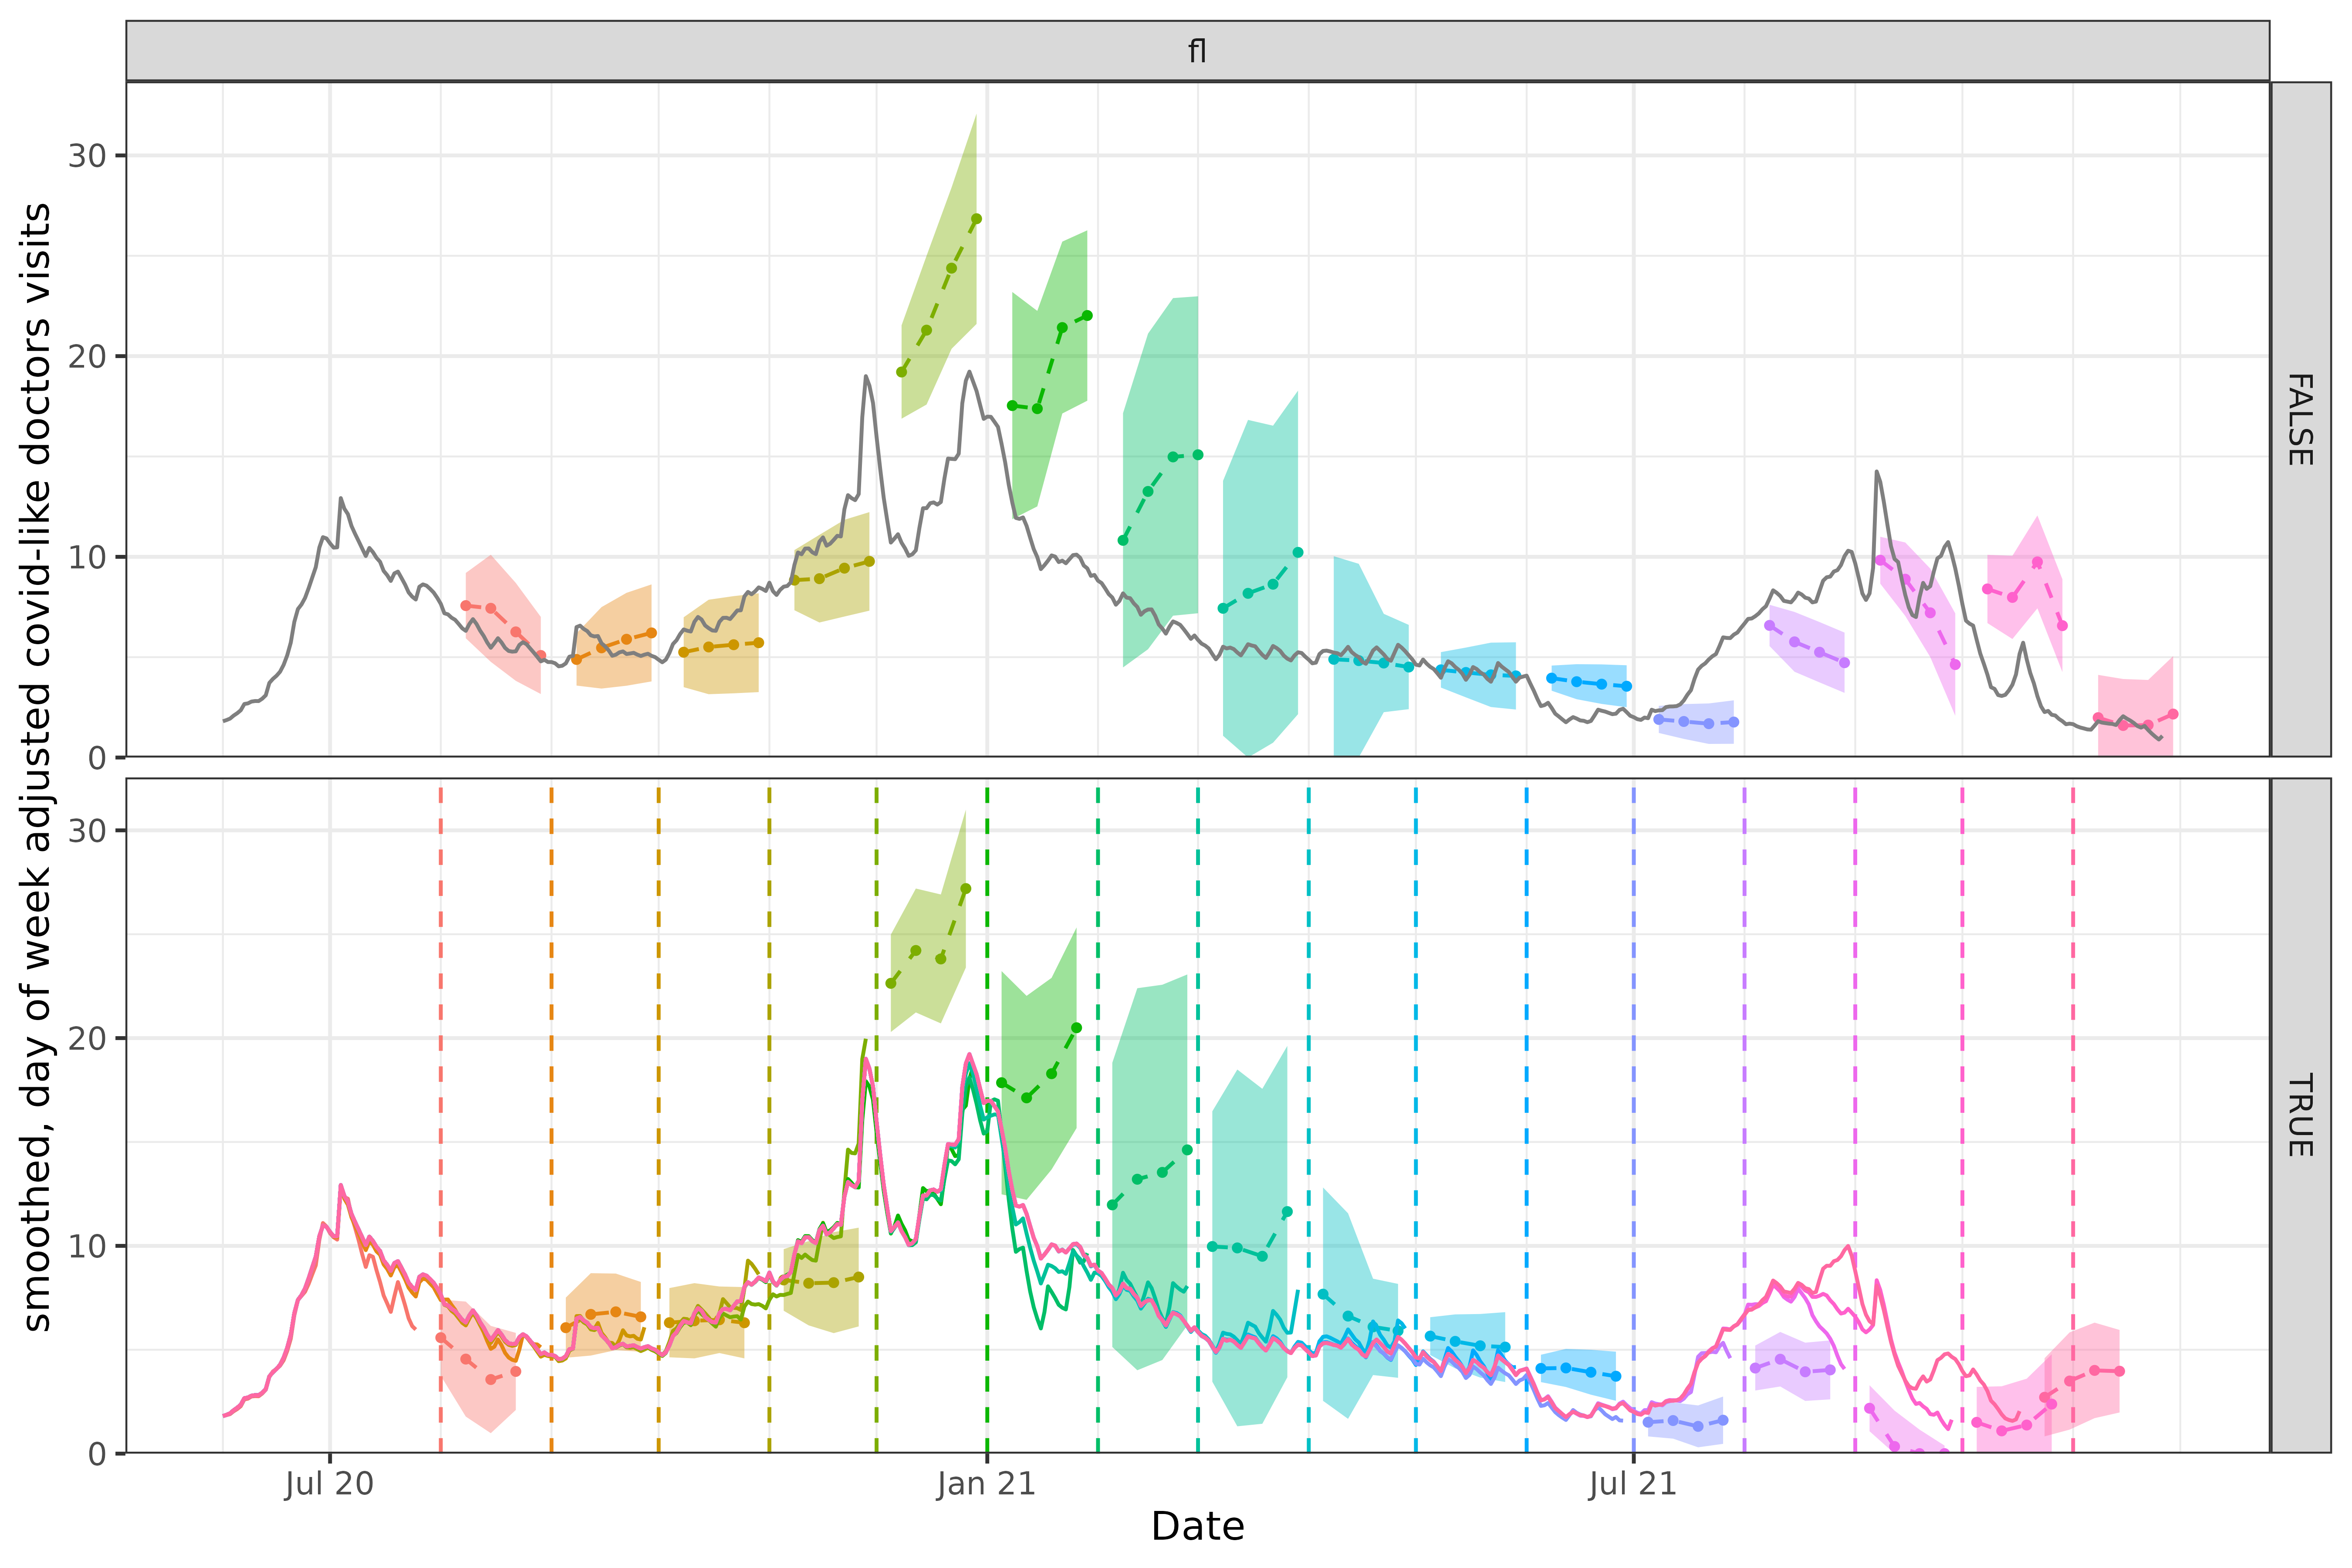 fl
30
20
10
0
FALSE
30
20
10
0
TRUE
Jul 20
Jan 21
Jul 21
Date
smoothed, day of week adjusted covid-like doctors visits